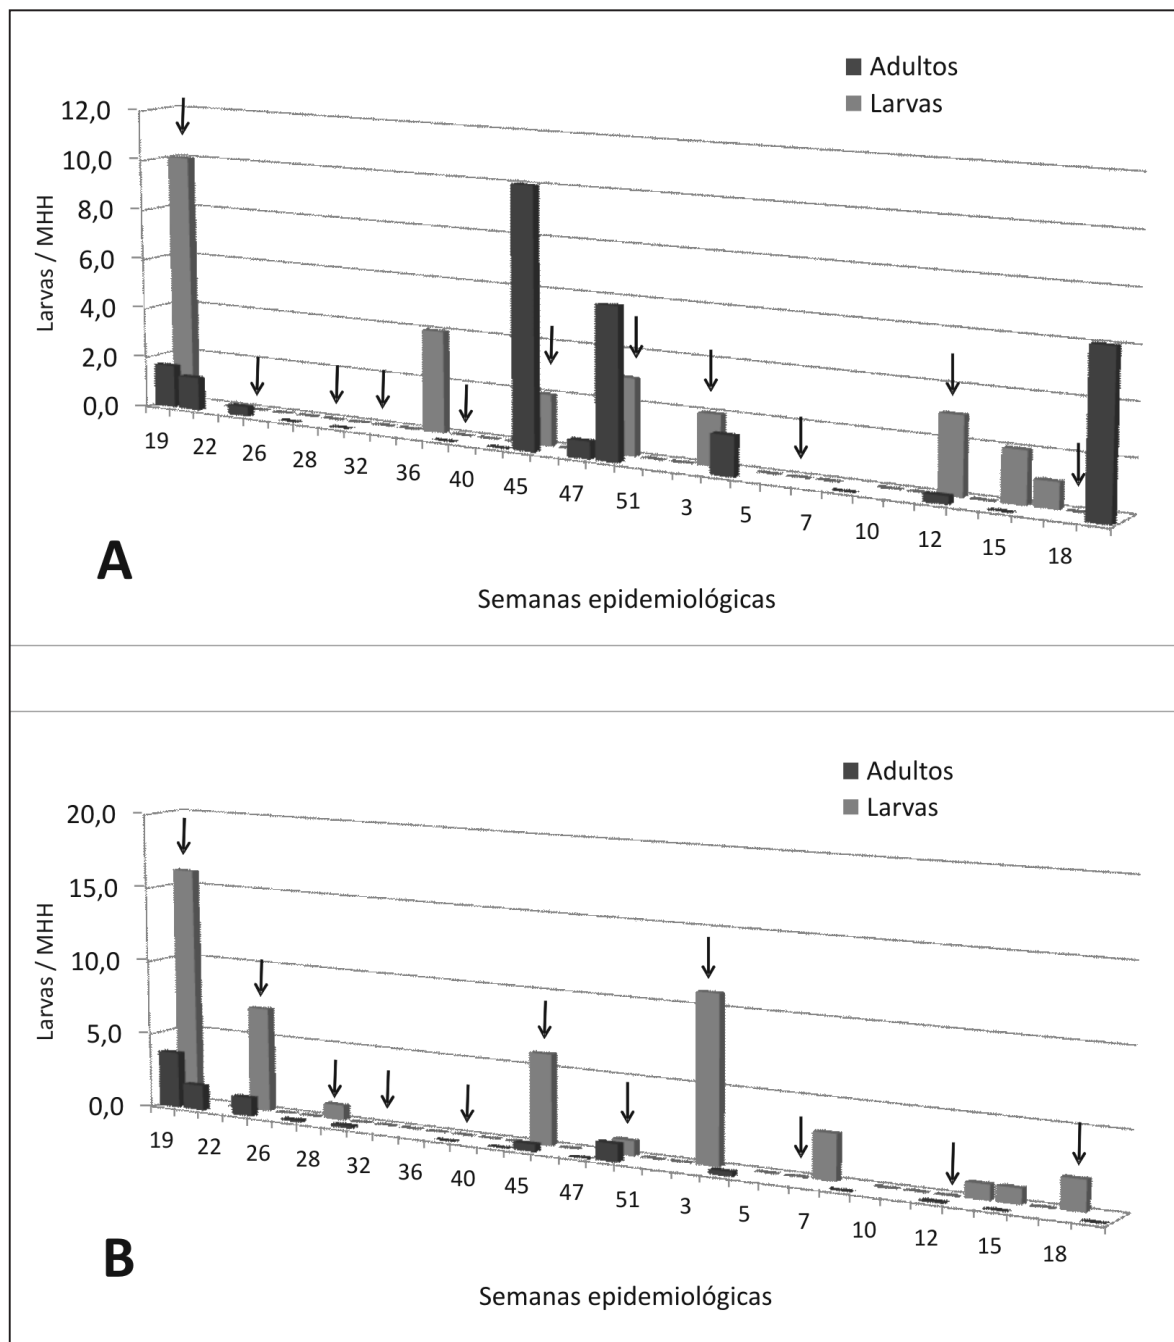 Adultos
Larvas
12,0
10,0
8,0
6,0
4,0
2,0
0,0
Larvas / MHH
19 22 26 28 32 36 40 45 47 51 3 5 7 10 12 15 18
A
Semanas epidemiológicas
Adultos
Larvas
20,0
15,0
10,0
5,0
0,0
Larvas / MHH
19 22 26 28 32 36 40 45 47 51 3 5 7 10 12 15 18
B
Semanas epidemiológicas